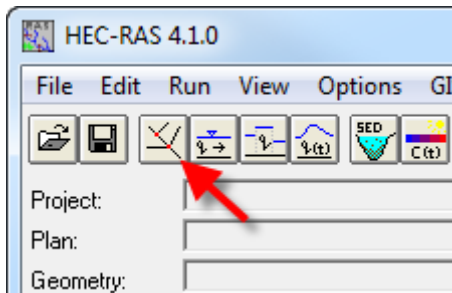 HEC-RAS 4.1.0
File Edit Run View Options GI
SED C(t)
Project:
Plan:
Geometry: